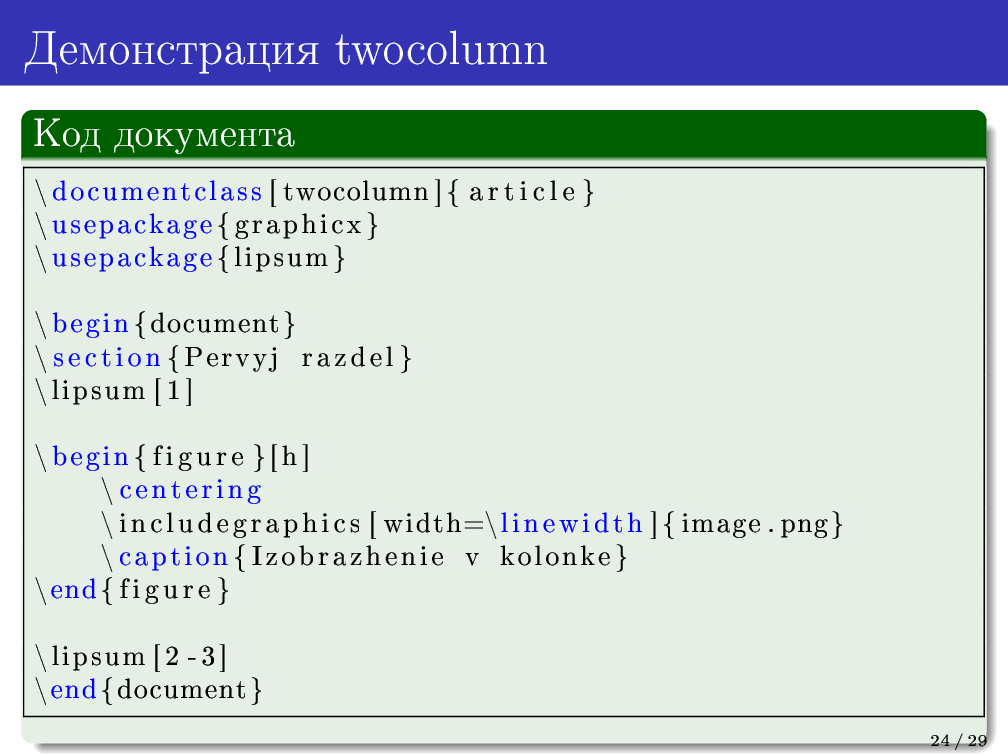 Демонстрация twocolumn
Код документа
\documentclass[twocolumn]{article}
\usepackage{graphicx}
\usepackage{lipsum}
\begin{document}
\section{Pervyj razdel}
\lipsum[1]
\begin{figure}[h]
\centering
\includegraphics[width=\linewidth]{image.png}
\caption{Izobrazhenie v kolonke}
\end{figure}
\lipsum[2-3]
\end{document}
24 / 29